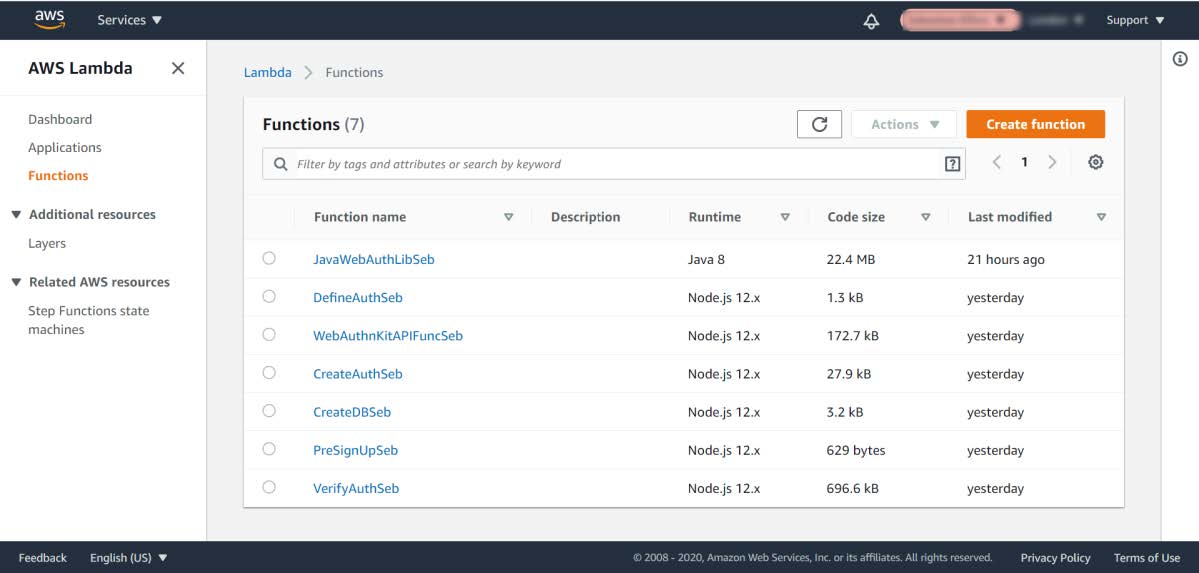 aws Services Support
AWS Lambda
Dashboard
Applications
Functions
Additional resources
Layers
Related AWS resources
Step Functions state
machines
Lambda Functions
Functions (7) Actions Create function
Filter by tags and attributes or search by keyword ? 1
Function name Description Runtime Code size Last modified
JavaWebAuthLibSeb Java 8 22.4 MB 21 hours ago
DefineAuthSeb Node.js 12.x 1.3 kB yesterday
WebAuthnKitAPIFuncSeb Node.js 12.x 172.7 kB yesterday
CreateAuthSeb Node.js 12.x 27.9 kB yesterday
CreateDBSeb Node.js 12.x 3.2 kB yesterday
PreSignUpSeb Node.js 12.x 629 bytes yesterday
VerifyAuthSeb Node.js 12.x 696.6 kB yesterday
Feedback English (US) © 2008 - 2020, Amazon Web Services, Inc. or its affiliates. All rights reserved. Privacy Policy Terms of Use